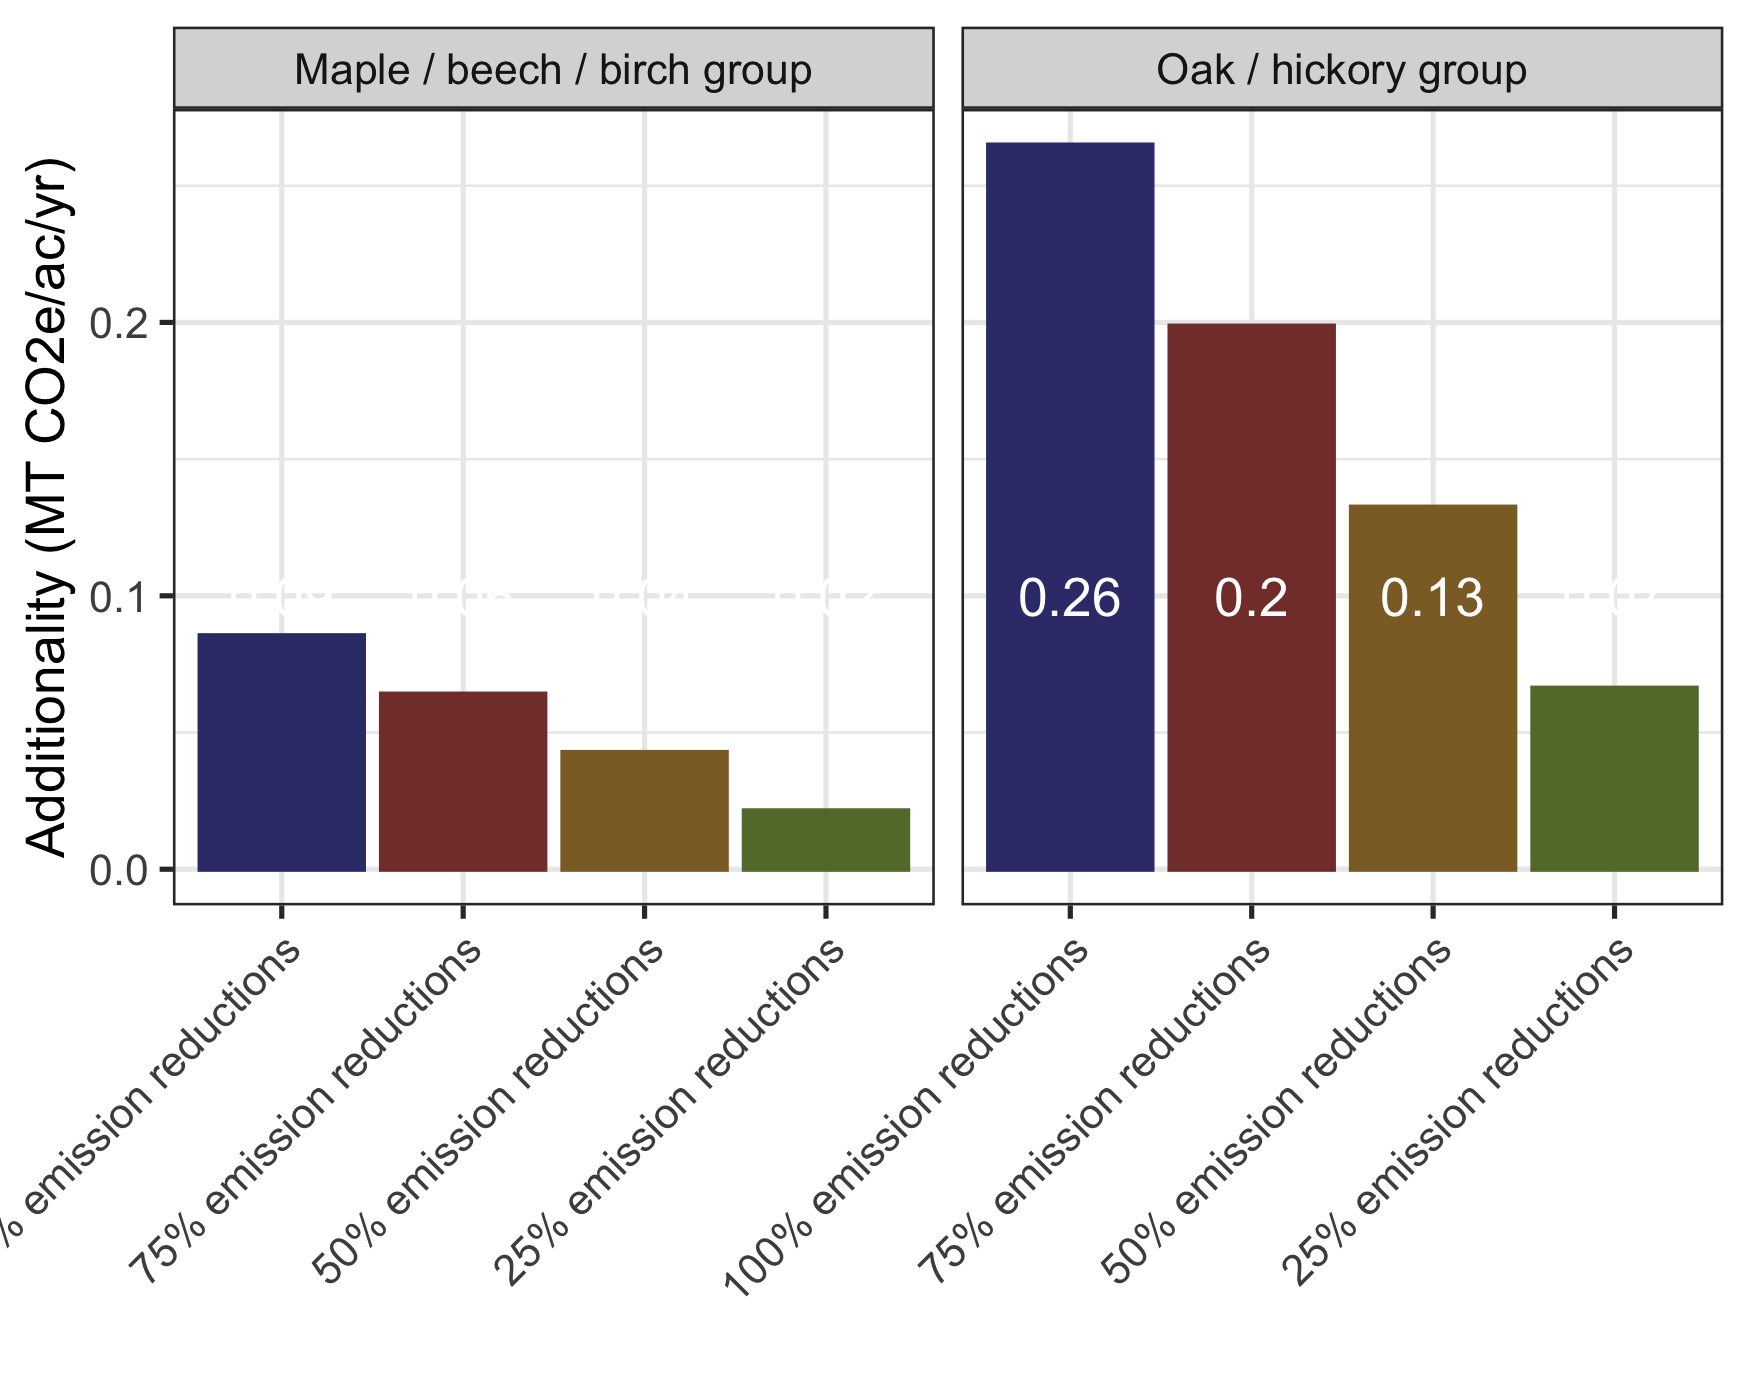 Maple / beech / birch group
Oak / hickory group
Additionality (MT CO2e/ac/yr)
0.2
0.1
0.0
0.26
0.2
0.13
% emission reductions
75% emission reductions
50% emission reductions
25% emission reductions
100% emission reductions
75% emission reductions
50% emission reductions
25% emission reductions